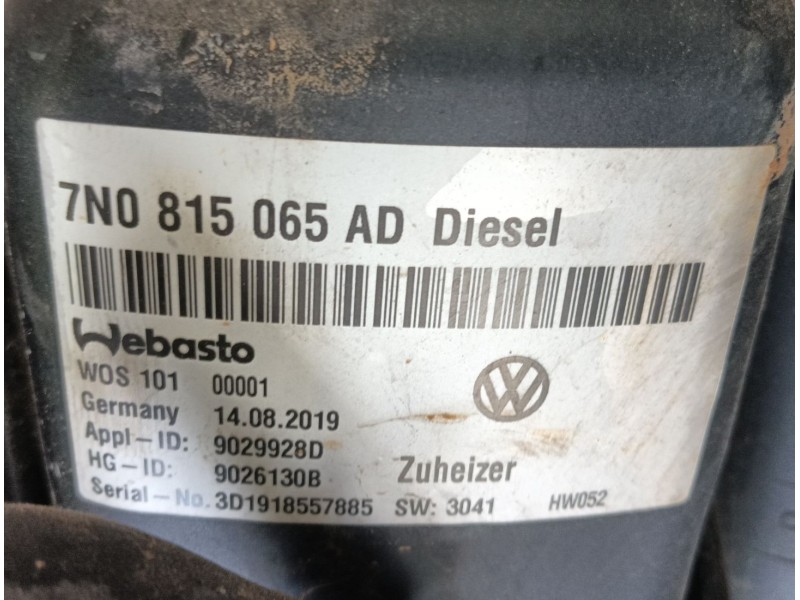 7N0 815 065 AD Diesel
Webasto
WOS 101 00001
Germany 14.08.2019
Appl-ID: 9029928D
HG-ID: 9026130B Zuheizer
Serial-No. 3D1918557885 SW: 3041 HW052